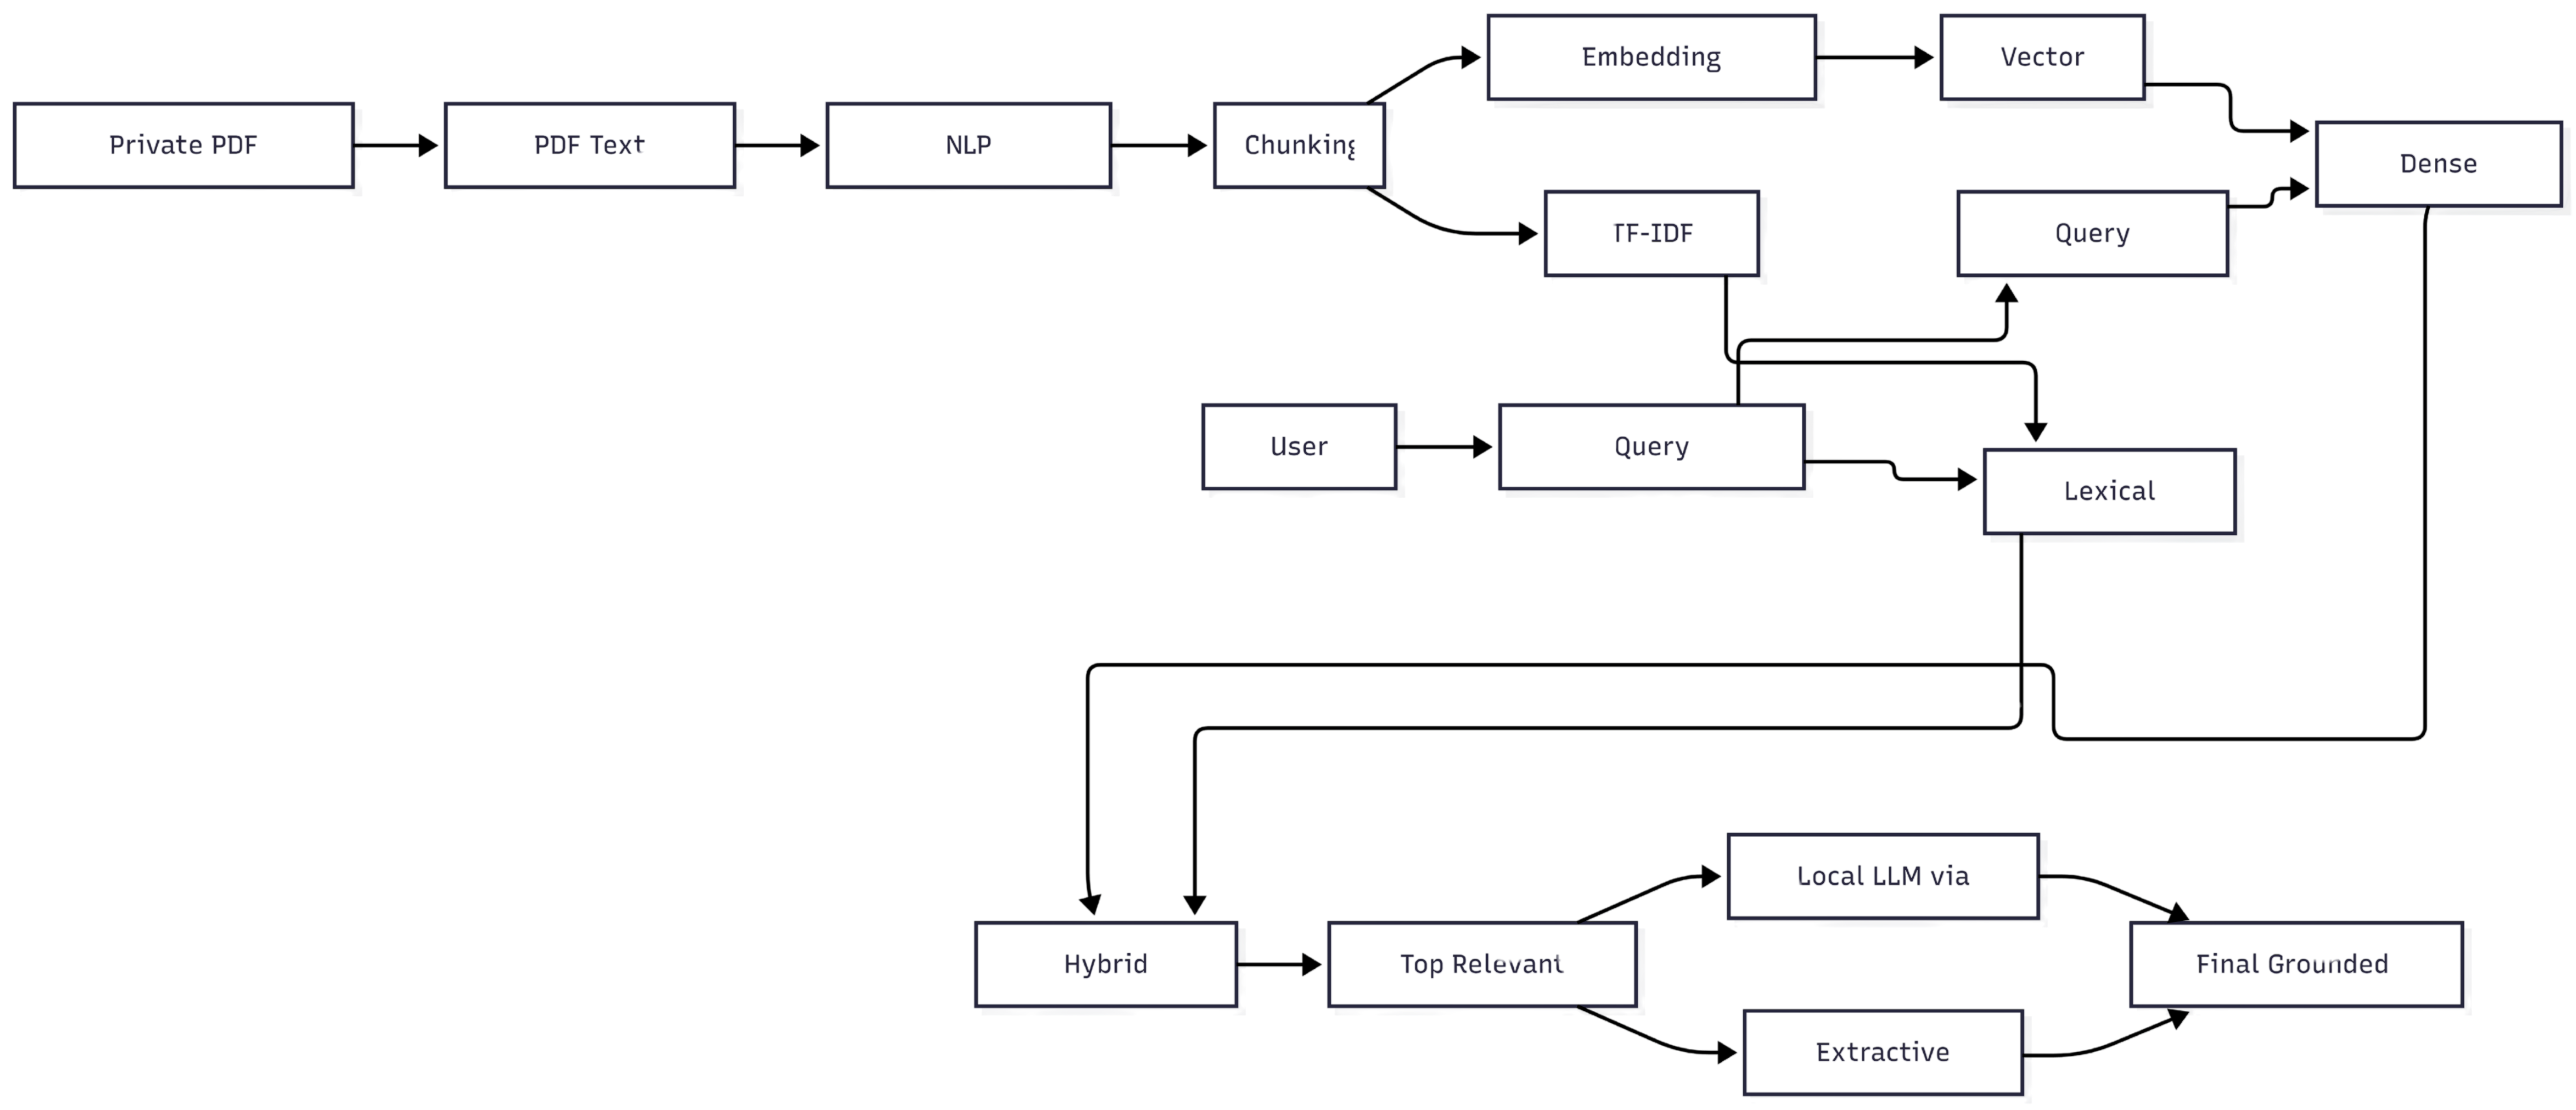 Private PDF
PDF Text
NLP
Chunking
Embedding
Vector
TF-IDF
Query
Dense
User
Query
Lexical
Hybrid
Top Relevant
Local LLM via
Extractive
Final Grounded